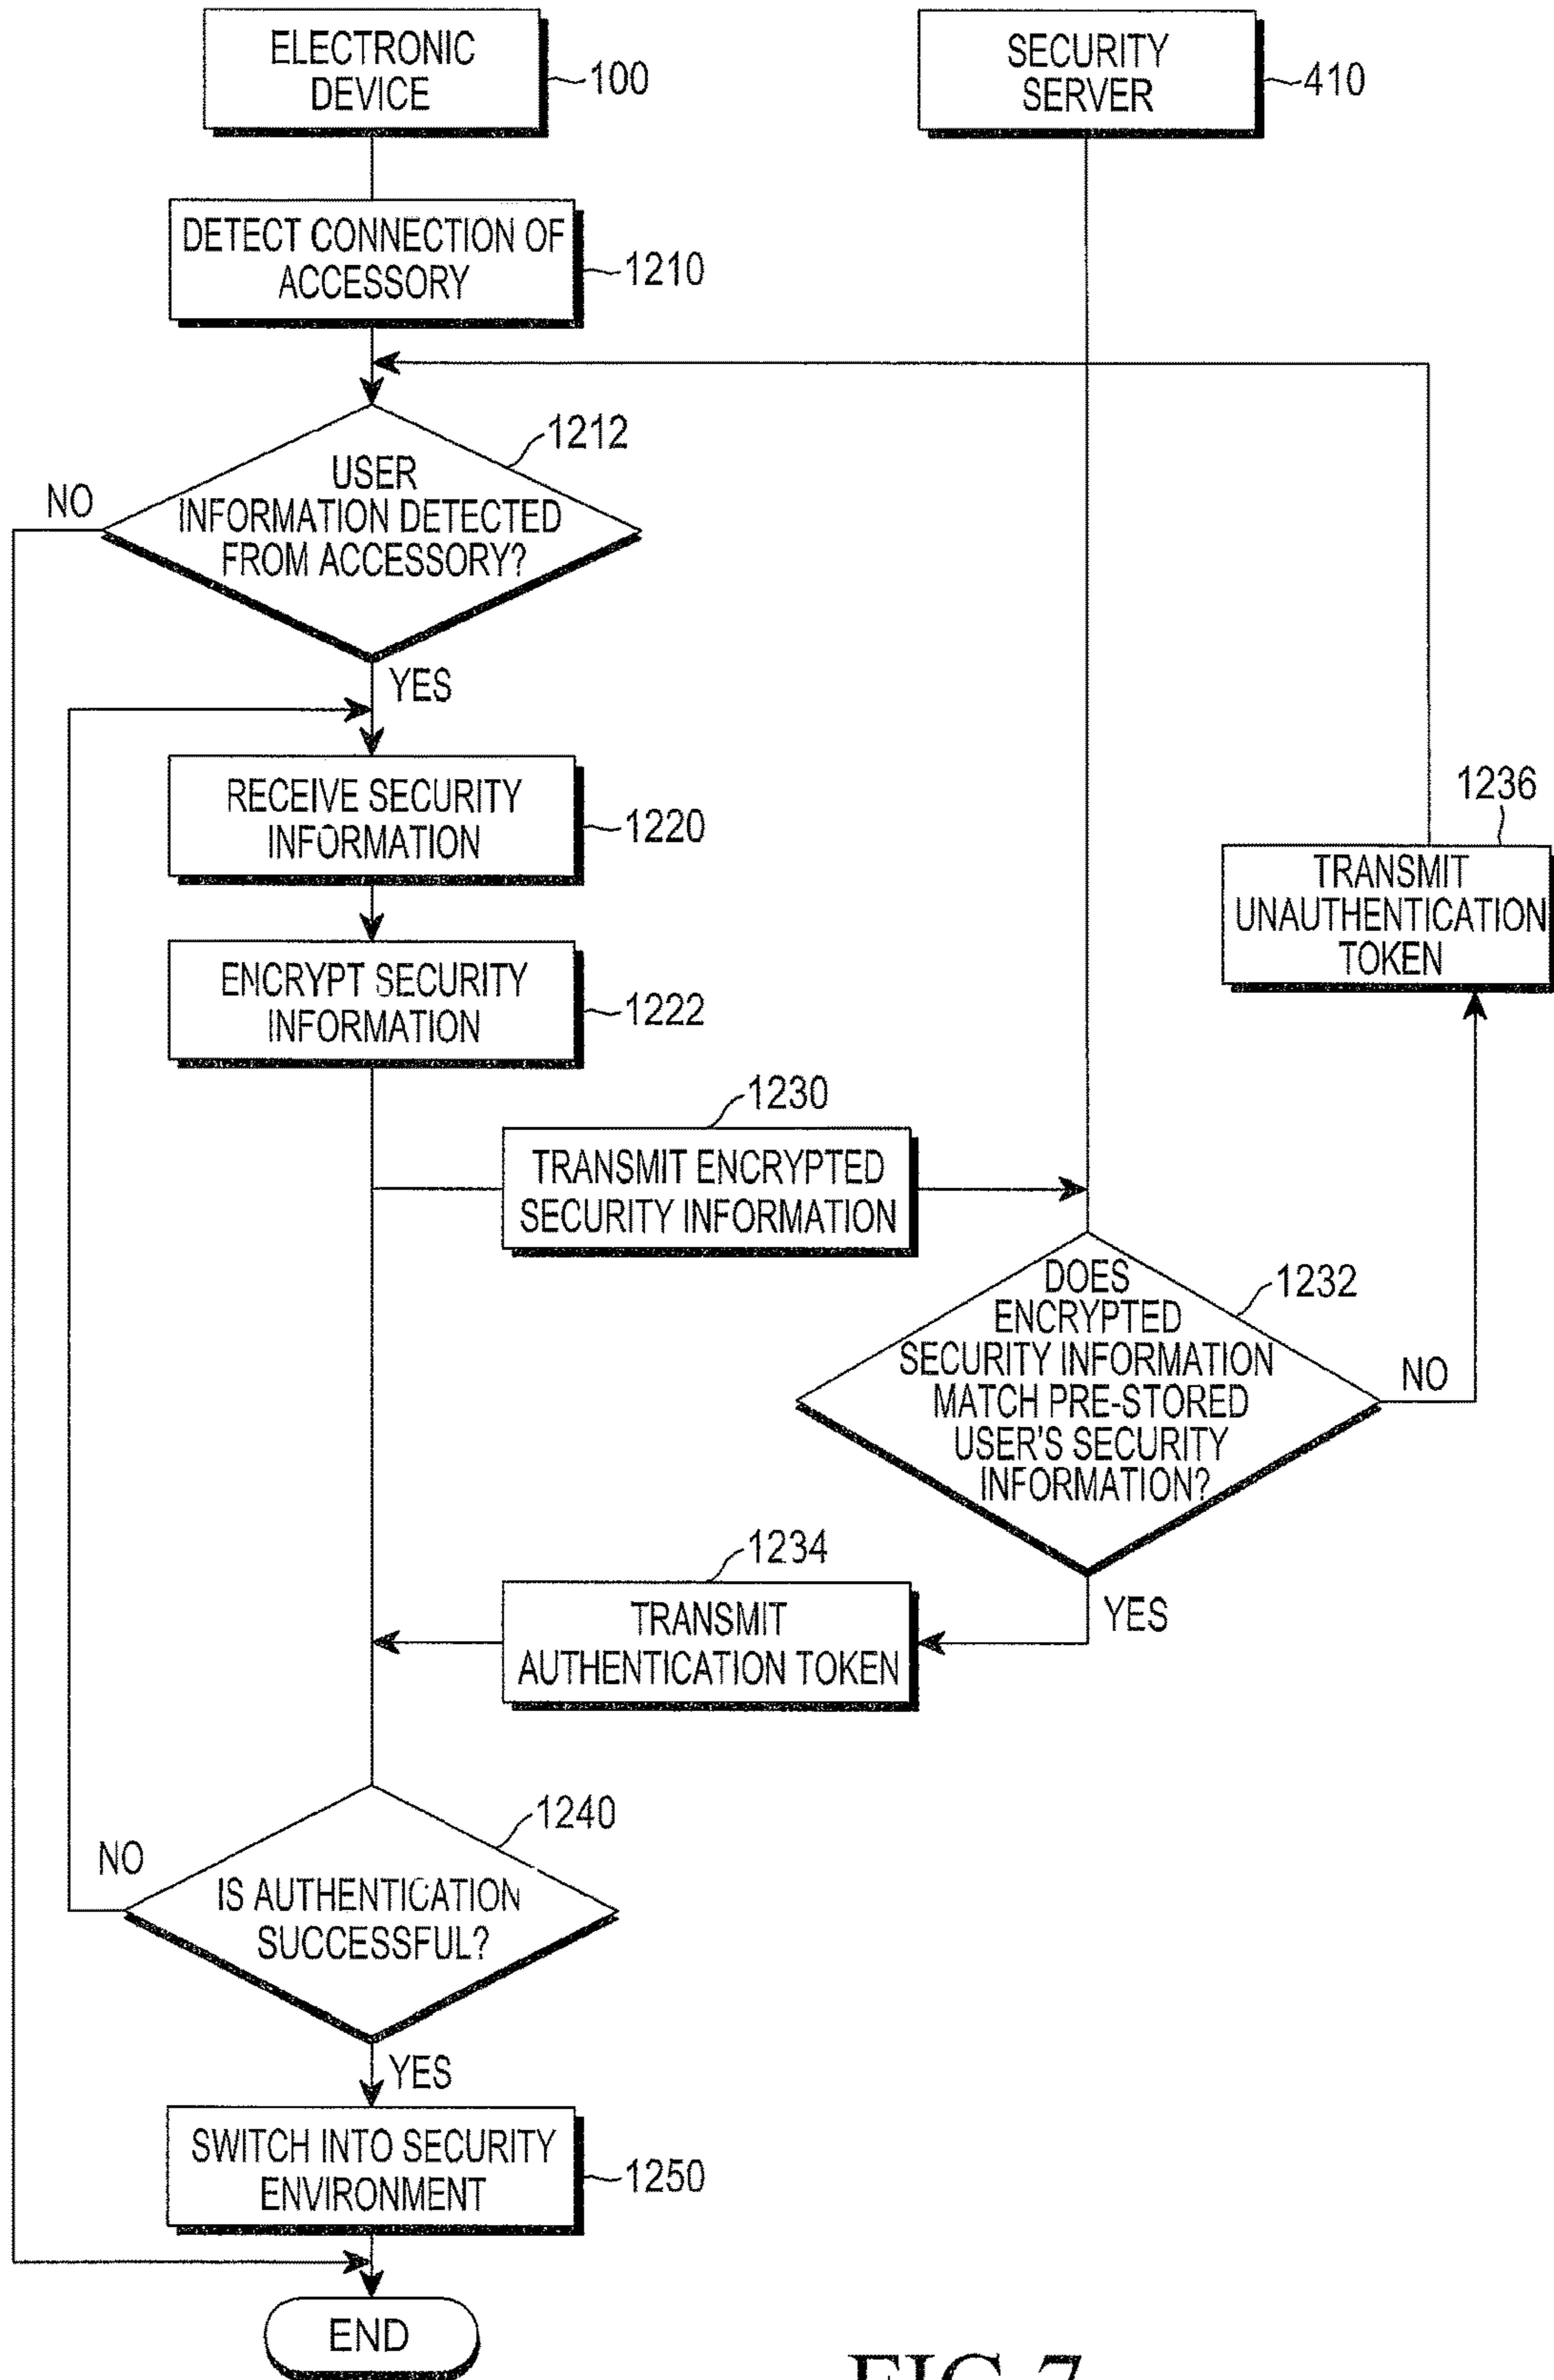 ELECTRONIC
DEVICE
100
SECURITY
SERVER
410
DETECT CONNECTION OF
ACCESSORY
1210
1212
USER
INFORMATION DETECTED
FROM ACCESSORY?
NO
YES
RECEIVE SECURITY
INFORMATION
1220
1236
TRANSMIT
UNAUTHENTICATION
TOKEN
ENCRYPT SECURITY
INFORMATION
1222
1230
TRANSMIT ENCRYPTED
SECURITY INFORMATION
1232
DOES
ENCRYPTED
SECURITY INFORMATION
MATCH PRE-STORED
USER'S SECURITY
INFORMATION?
NO
YES
1234
TRANSMIT
AUTHENTICATION TOKEN
1240
NO
IS AUTHENTICATION
SUCCESSFUL?
YES
SWITCH INTO SECURITY
ENVIRONMENT
1250
END
FIG.7